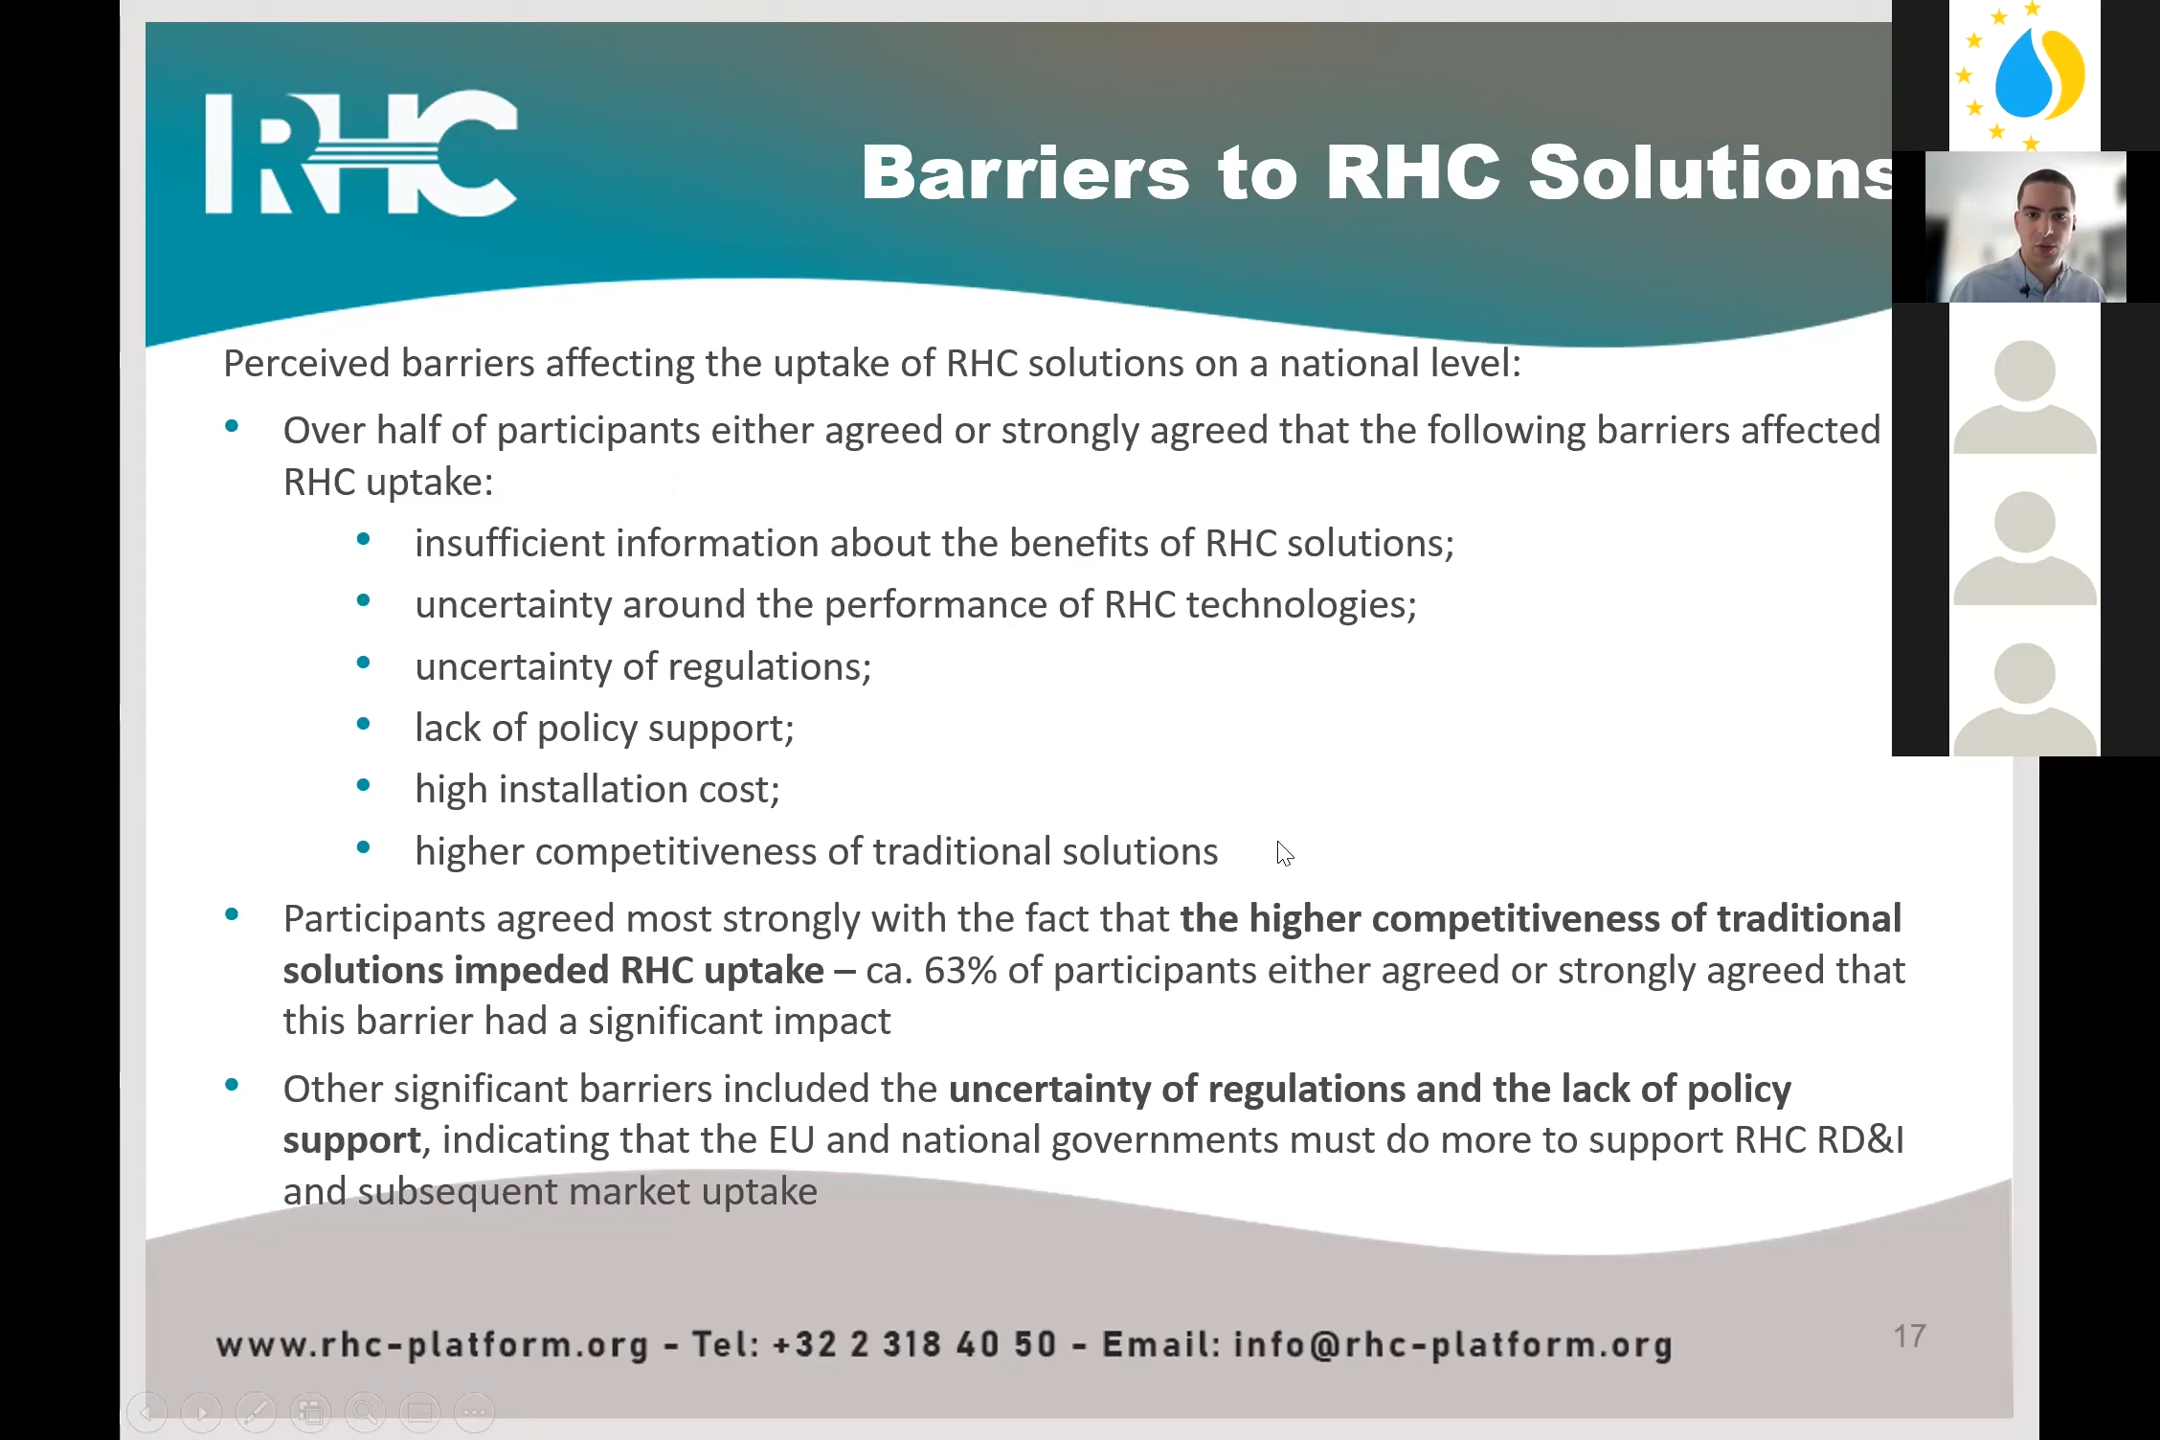 RHC
Barriers to RHC Solutions
Perceived barriers affecting the uptake of RHC solutions on a national level:
• Over half of participants either agreed or strongly agreed that the following barriers affected
RHC uptake:
• insufficient information about the benefits of RHC solutions;
• uncertainty around the performance of RHC technologies;
• uncertainty of regulations;
• lack of policy support;
• high installation cost;
• higher competitiveness of traditional solutions
• Participants agreed most strongly with the fact that the higher competitiveness of traditional
solutions impeded RHC uptake – ca. 63% of participants either agreed or strongly agreed that
this barrier had a significant impact
• Other significant barriers included the uncertainty of regulations and the lack of policy
support, indicating that the EU and national governments must do more to support RHC RD&I
and subsequent market uptake
www.rhc-platform.org - Tel: +32 2 318 40 50 - Email: info@rhc-platform.org
17